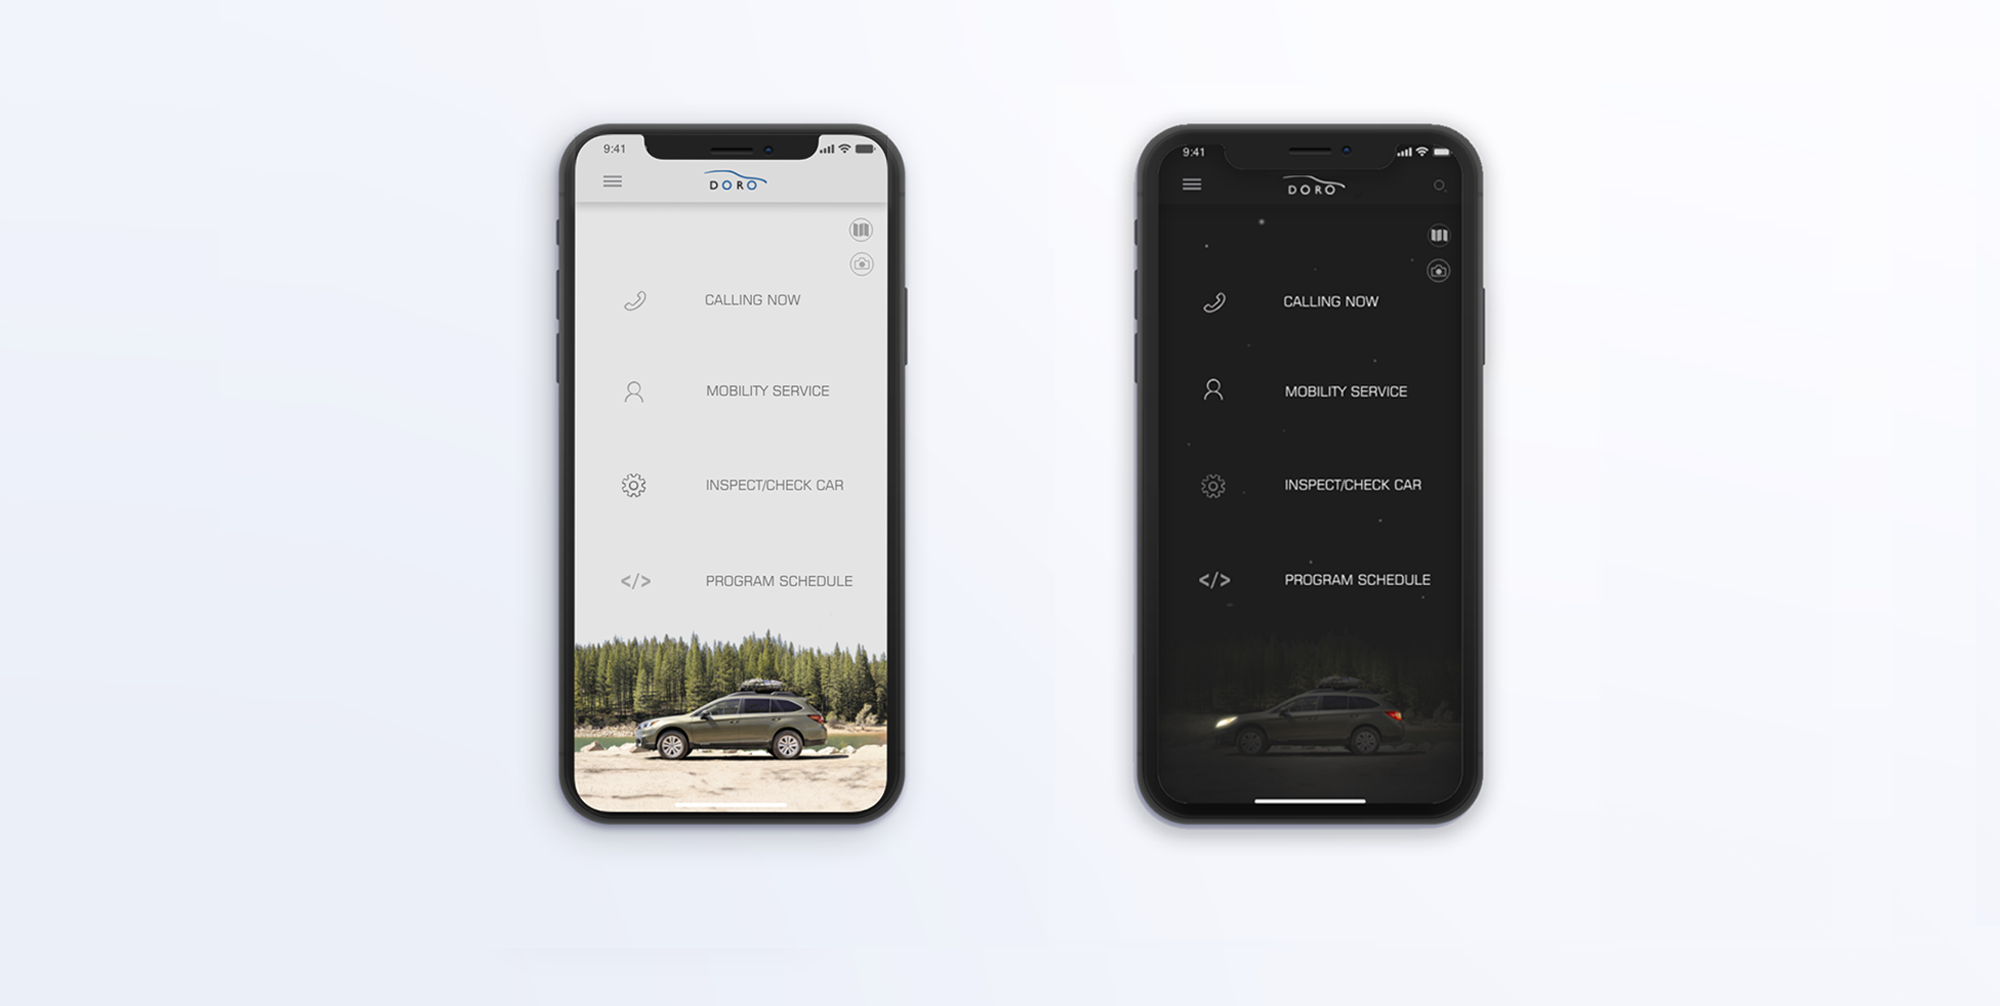 9:41
DORO
CALLING NOW
MOBILITY SERVICE
INSPECT/CHECK CAR
</> PROGRAM SCHEDULE
9:41
DORO
CALLING NOW
MOBILITY SERVICE
INSPECT/CHECK CAR
</> PROGRAM SCHEDULE